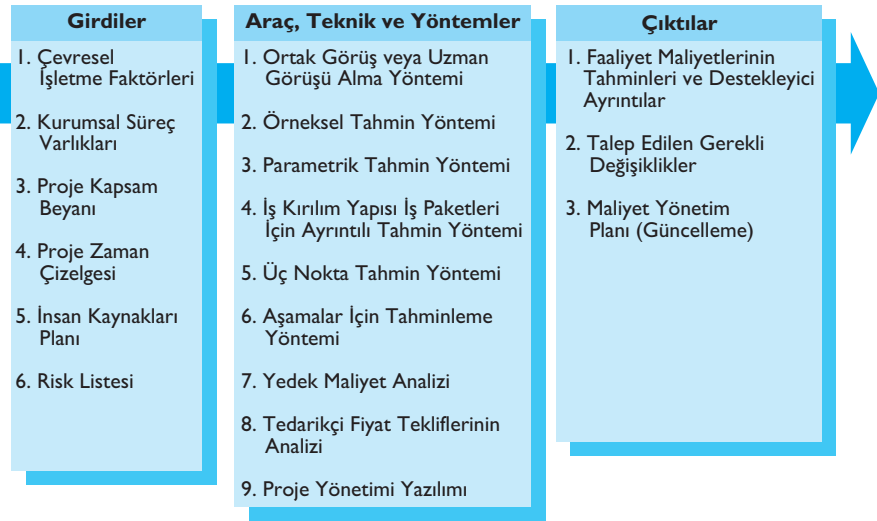 Girdiler
1. Çevresel
İşletme Faktörleri
2. Kurumsal Süreç
Varlıkları
3. Proje Kapsam
Beyanı
4. Proje Zaman
Çizelgesi
5. İnsan Kaynakları
Planı
6. Risk Listesi
Araç, Teknik ve Yöntemler
1. Ortak Görüş veya Uzman
Görüşü Alma Yöntemi
2. Örneksel Tahmin Yöntemi
3. Parametrik Tahmin Yöntemi
4. İş Kırılım Yapısı İş Paketleri
İçin Ayrıntılı Tahmin Yöntemi
5. Üç Nokta Tahmin Yöntemi
6. Aşamalar İçin Tahminleme
Yöntemi
7. Yedek Maliyet Analizi
8. Tedarikçi Fiyat Tekliflerinin
Analizi
9. Proje Yönetimi Yazılımı
Çıktılar
1. Faaliyet Maliyetlerinin
Tahminleri ve Destekleyici
Ayrıntılar
2. Talep Edilen Gerekli
Değişiklikler
3. Maliyet Yönetim
Planı (Güncelleme)